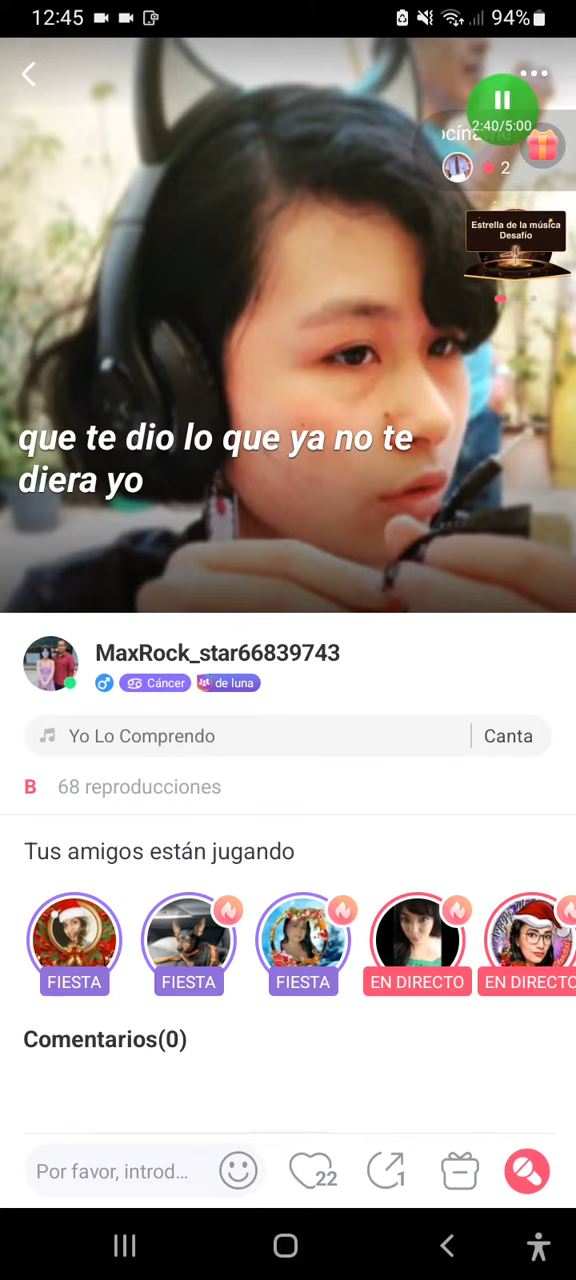 12:45
94%
2:40/5:00
2
Estrella de la música
Desafío
que te dio lo que ya no te
diera yo
MaxRock_star66839743
Cáncer
de luna
Yo Lo Comprendo
Canta
B 68 reproducciones
Tus amigos están jugando
FIESTA FIESTA FIESTA EN DIRECTO EN DIRECTO
Comentarios(0)
Por favor, introd...
22
1